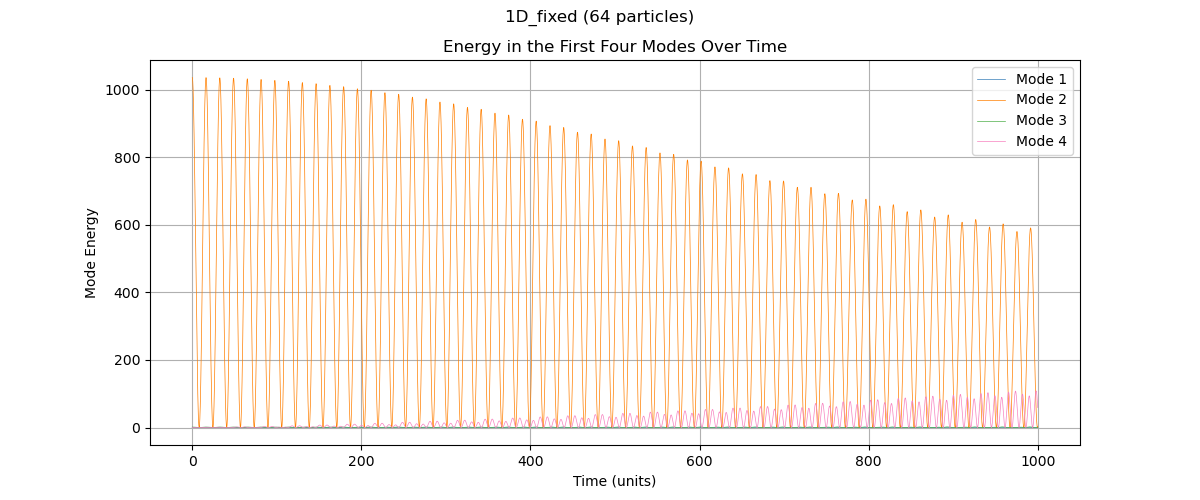 1D_fixed (64 particles)
Energy in the First Four Modes Over Time
Mode Energy
1000
800
600
400
200
0
Mode 1
Mode 2
Mode 3
Mode 4
0 200 400 600 800 1000
Time (units)